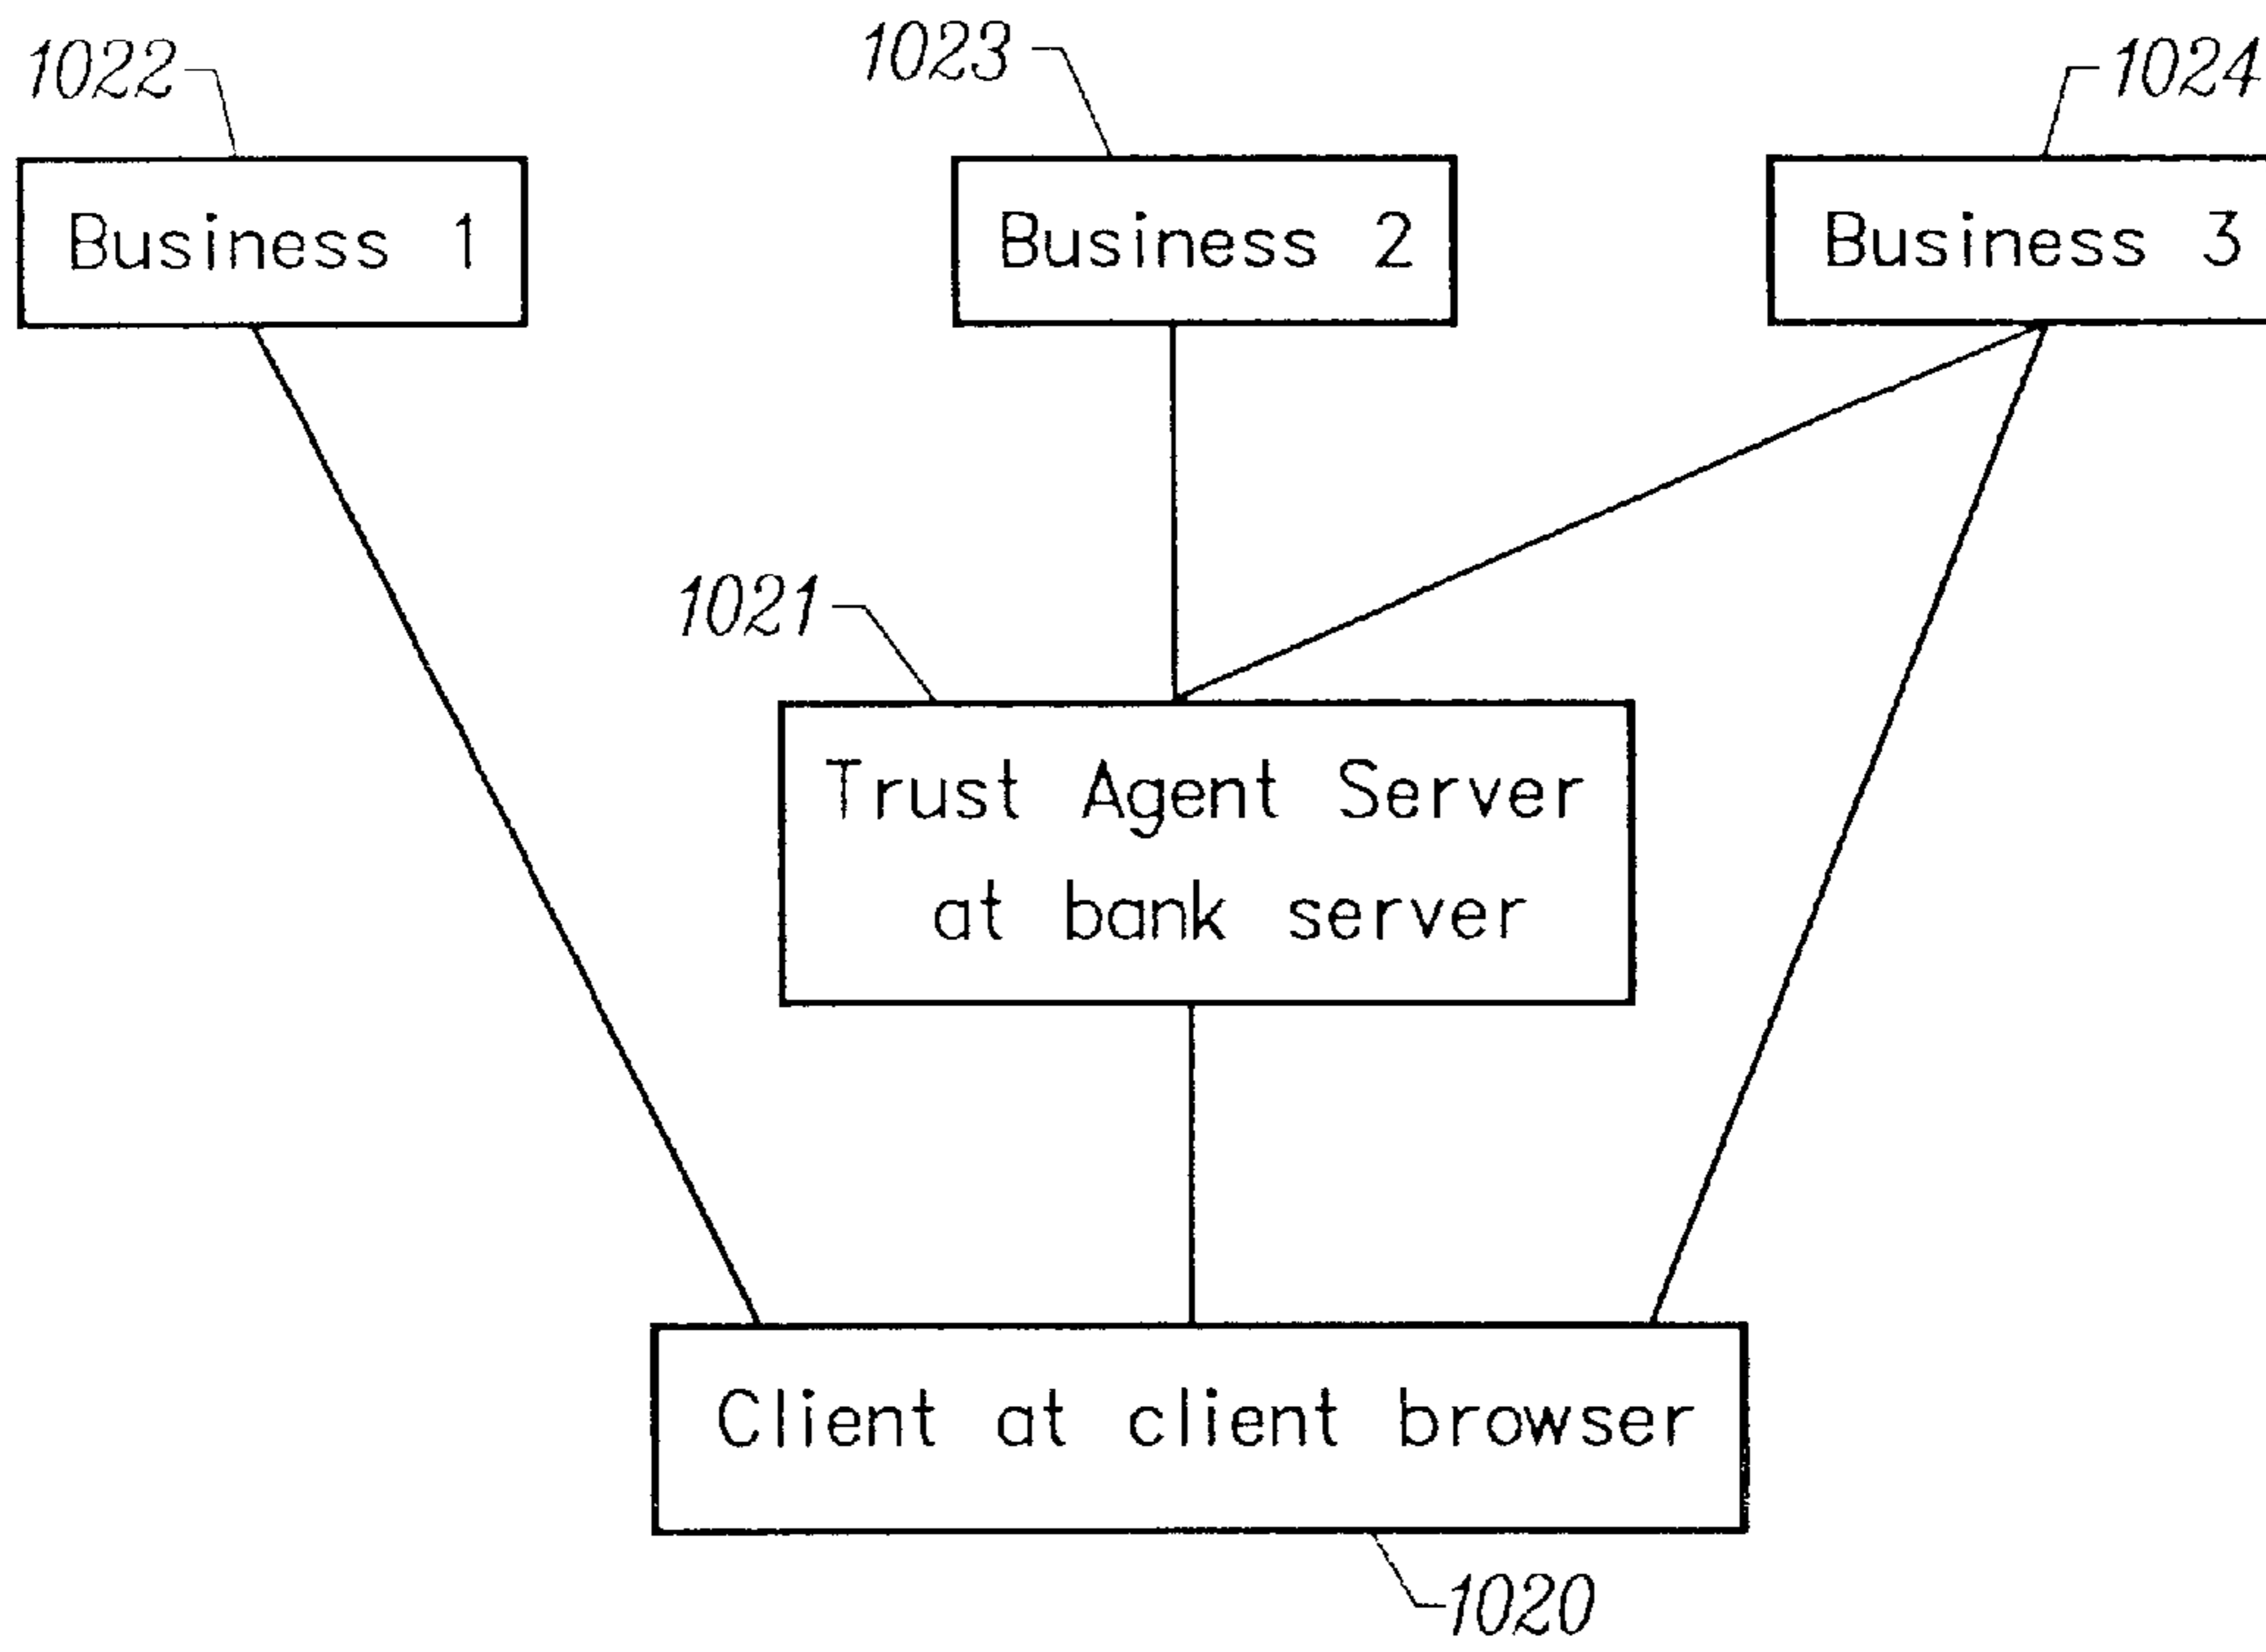 1022
1023
1024
Business 1
Business 2
Business 3
1021
Trust Agent Server
at bank server
Client at client browser
1020